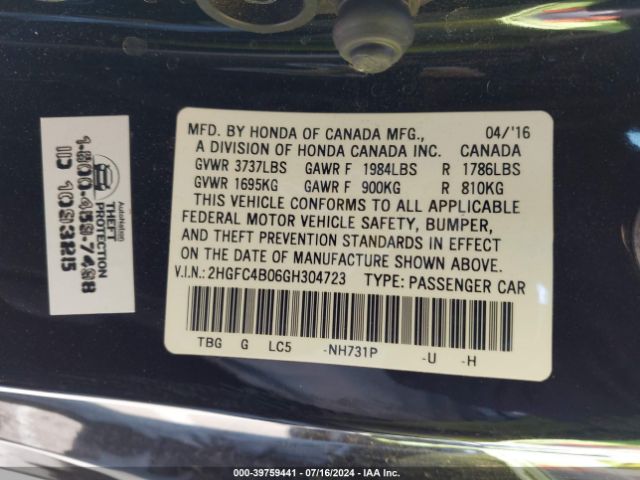 MFD. BY HONDA OF CANADA MFG., 04/'16
A DIVISION OF HONDA CANADA INC. CANADA
GVWR 3737LBS GAWR F 1984LBS R 1786LBS
GVWR 1695KG GAWR F 900KG R 810KG
THIS VEHICLE CONFORMS TO ALL APPLICABLE
FEDERAL MOTOR VEHICLE SAFETY, BUMPER,
AND THEFT PREVENTION STANDARDS IN EFFECT
ON THE DATE OF MANUFACTURE SHOWN ABOVE.
V.I.N.: 2HGFC4B06GH304723 TYPE: PASSENGER CAR
TBG G LC5 -NH731P -U -H
AutoNation
THEFT
PROTECTION
1-800-459-7498
ID 1093215
000-39759441 / 07/16/2024 / IAA Inc.